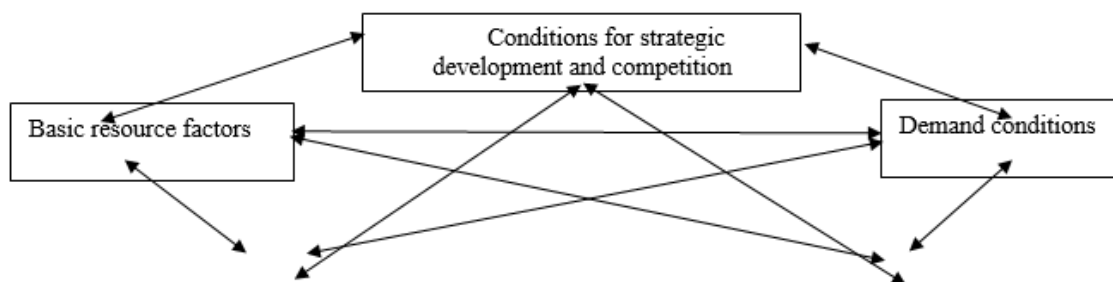 Conditions for strategic
development and competition
Basic resource factors
Demand conditions